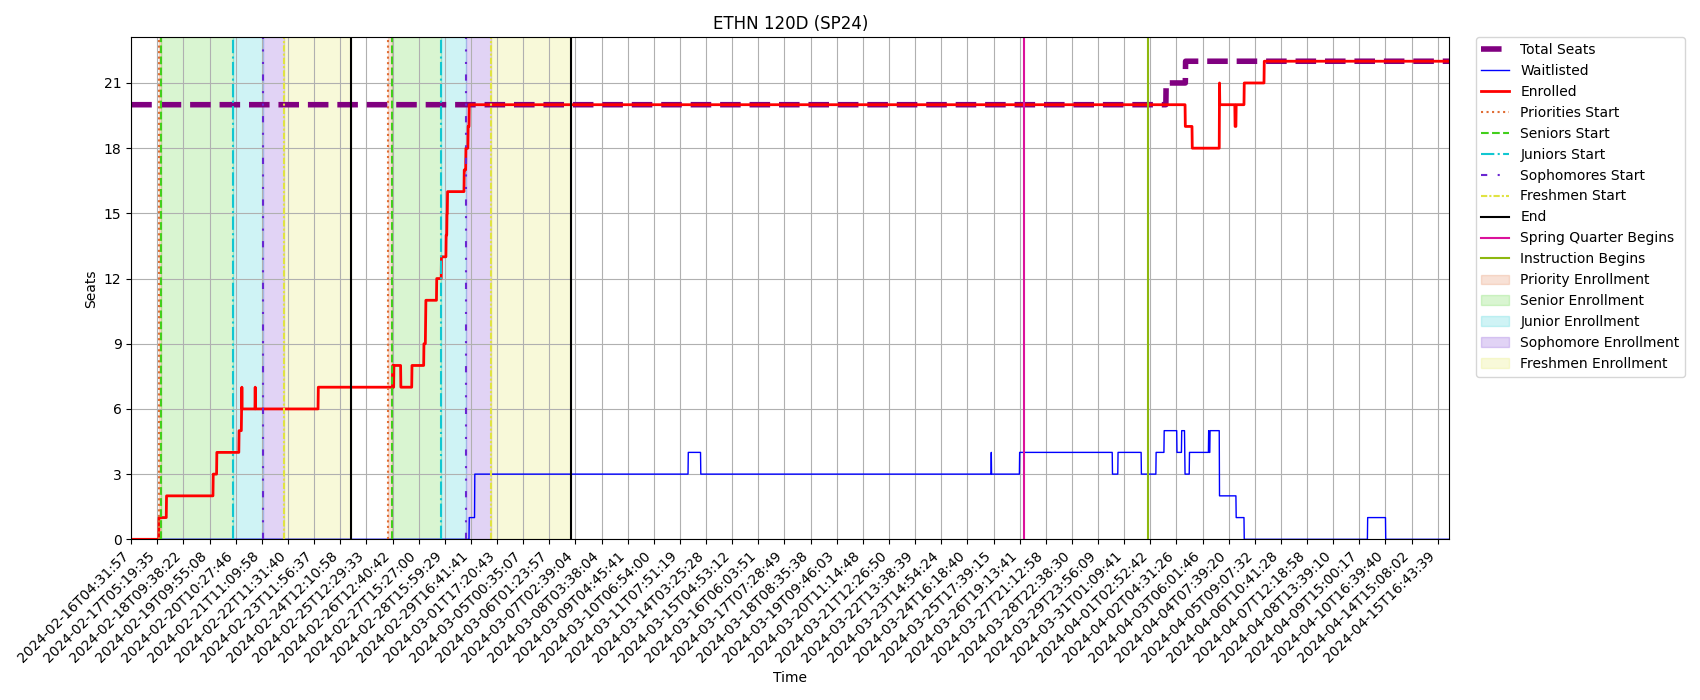 ETHN 120D (SP24)
Seats
21
18
15
12
9
6
3
0
2024-02-16T04:31:57
2024-02-17T05:19:35
2024-02-18T09:38:22
2024-02-19T09:55:08
2024-02-20T10:27:46
2024-02-21T11:09:58
2024-02-22T11:31:40
2024-02-23T11:56:37
2024-02-24T12:10:58
2024-02-25T12:29:33
2024-02-26T12:40:42
2024-02-27T15:27:00
2024-02-28T15:59:29
2024-02-29T16:41:41
2024-03-01T17:20:43
2024-03-05T00:35:07
2024-03-06T01:23:57
2024-03-07T02:39:04
2024-03-08T03:38:04
2024-03-09T04:45:41
2024-03-10T06:54:00
2024-03-11T07:51:19
2024-03-14T03:25:28
2024-03-15T04:53:12
2024-03-16T06:03:51
2024-03-17T07:28:49
2024-03-18T08:35:38
2024-03-19T09:46:03
2024-03-20T11:14:48
2024-03-21T12:26:50
2024-03-22T13:38:39
2024-03-23T14:54:24
2024-03-24T16:18:40
2024-03-25T17:39:15
2024-03-26T19:13:41
2024-03-27T21:12:58
2024-03-28T22:38:30
2024-03-29T23:56:09
2024-03-31T01:09:41
2024-04-01T02:52:42
2024-04-02T04:31:26
2024-04-03T06:01:46
2024-04-04T07:39:20
2024-04-05T09:07:32
2024-04-06T10:41:28
2024-04-07T12:18:58
2024-04-08T13:39:10
2024-04-09T15:00:17
2024-04-10T16:39:40
2024-04-14T15:08:02
2024-04-15T16:43:39
Time
Total Seats
Waitlisted
Enrolled
Priorities Start
Seniors Start
Juniors Start
Sophomores Start
Freshmen Start
End
Spring Quarter Begins
Instruction Begins
Priority Enrollment
Senior Enrollment
Junior Enrollment
Sophomore Enrollment
Freshmen Enrollment